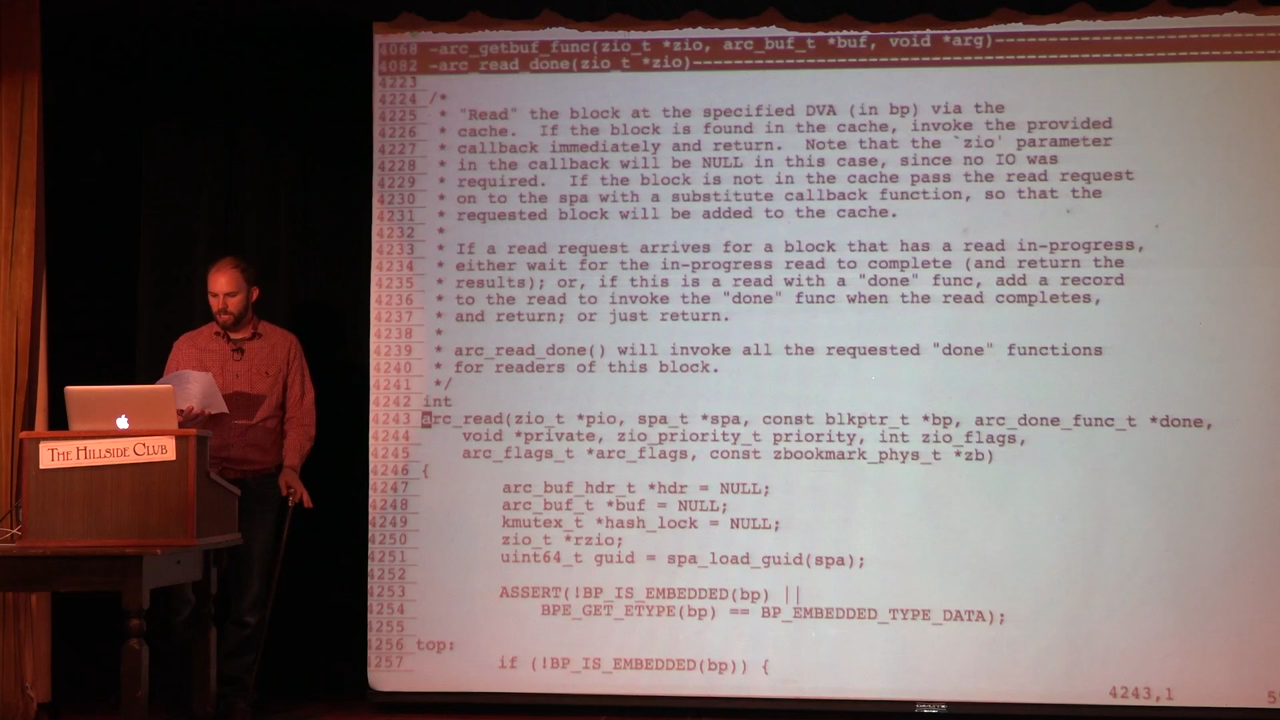 4068 -arc_getbuf_func(zio_t *zio, arc_buf_t *buf, void *arg)---------------------------
4082 -arc_read_done(zio_t *zio)-------------------------------------------------------
4223
4224 /*
4225  * "Read" the block at the specified DVA (in bp) via the
4226  * cache.  If the block is found in the cache, invoke the provided
4227  * callback immediately and return.  Note that the `zio' parameter
4228  * in the callback will be NULL in this case, since no IO was
4229  * required.  If the block is not in the cache pass the read request
4230  * on to the spa with a substitute callback function, so that the
4231  * requested block will be added to the cache.
4232  *
4233  * If a read request arrives for a block that has a read in-progress,
4234  * either wait for the in-progress read to complete (and return the
4235  * results); or, if this is a read with a "done" func, add a record
4236  * to the read to invoke the "done" func when the read completes,
4237  * and return; or just return.
4238  *
4239  * arc_read_done() will invoke all the requested "done" functions
4240  * for readers of this block.
4241  */
4242 int
4243 arc_read(zio_t *pio, spa_t *spa, const blkptr_t *bp, arc_done_func_t *done,
4244     void *private, zio_priority_t priority, int zio_flags,
4245     arc_flags_t *arc_flags, const zbookmark_phys_t *zb)
4246 {
4247         arc_buf_hdr_t *hdr = NULL;
4248         arc_buf_t *buf = NULL;
4249         kmutex_t *hash_lock = NULL;
4250         zio_t *rzio;
4251         uint64_t guid = spa_load_guid(spa);
4252
4253         ASSERT(!BP_IS_EMBEDDED(bp) ||
4254             BPE_GET_ETYPE(bp) == BP_EMBEDDED_TYPE_DATA);
4255
4256 top:
4257         if (!BP_IS_EMBEDDED(bp)) {
4243,1 5
THE HILLSIDE CLUB